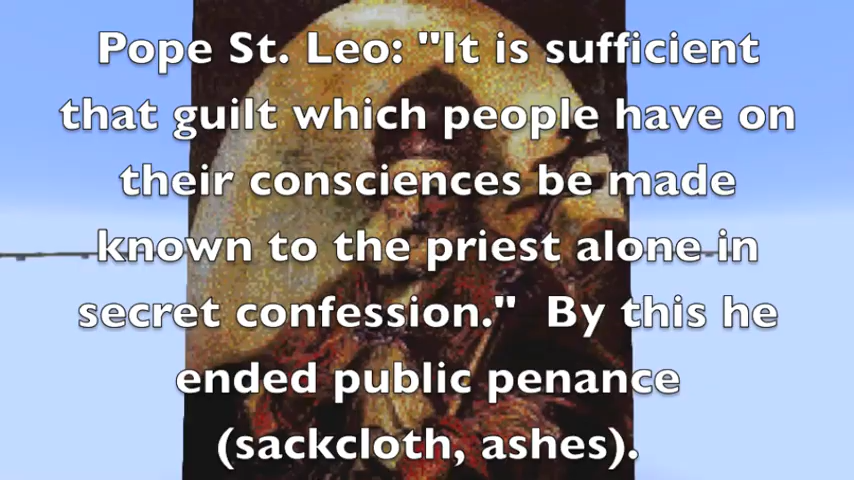 Pope St. Leo: "It is sufficient
that guilt which people have on
their consciences be made
known to the priest alone in
secret confession."  By this he
ended public penance
(sackcloth, ashes).